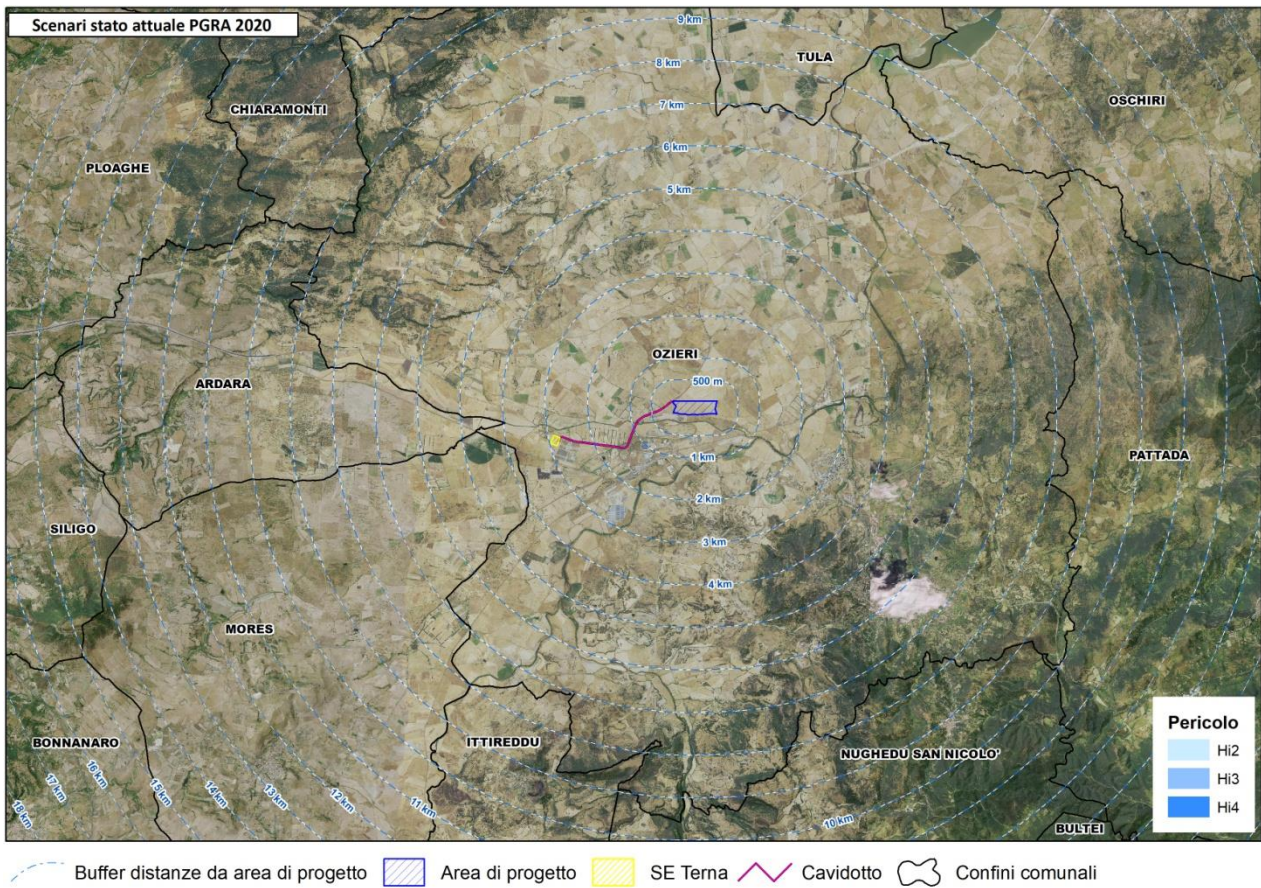 Scenari stato attuale PGRA 2020
9 km
TULA
8 km
OSCHIRI
CHIARAMONTI
7 km
6 km
PLOAGHE
5 km
OZIERI
500 m
ARDARA
1 km
PATTADA
2 km
SILIGO
3 km
4 km
MORES
BONNANARO
ITTIREDDU
NUGHEDU SAN NICOLO'
Pericolo
Hi2
Hi3
Hi4
18 km
17 km
16 km
15 km
14 km
13 km
12 km
11 km
10 km
BULTEI
Buffer distanze da area di progetto
Area di progetto
SE Terna
Cavidotto
Confini comunali